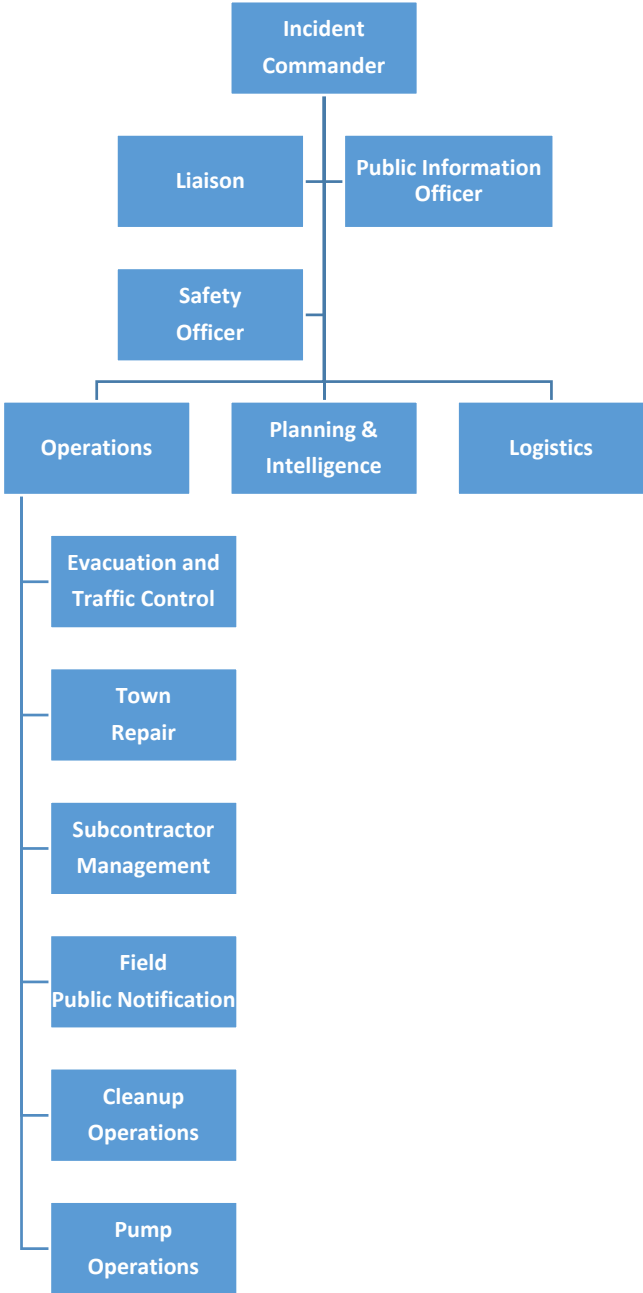 Incident
Commander
Liaison
Public Information
Officer
Safety
Officer
Operations
Planning &
Intelligence
Logistics
Evacuation and
Traffic Control
Town
Repair
Subcontractor
Management
Field
Public Notification
Cleanup
Operations
Pump
Operations